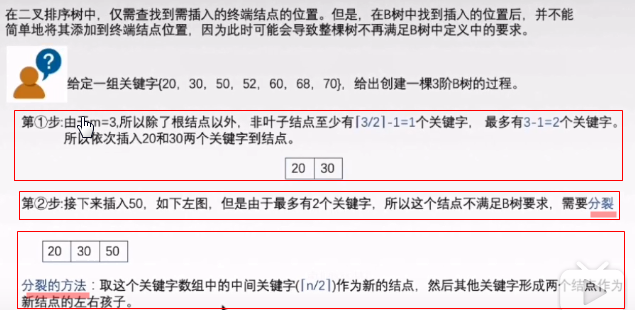 在二叉排序树中，仅需查找到需插入的终端结点的位置。但是，在B树中找到插入的位置后，并不能
简单地将其添加到终端结点位置，因为此时可能会导致整棵树不再满足B树中定义中的要求。
?
给定一组关键字{20，30，50，52，60，68，70}，给出创建一棵3阶B树的过程。
第①步:由 m=3,所以除了根结点以外，非叶子结点至少有⌈3/2⌉-1=1个关键字，最多有3-1=2个关键字。
所以依次插入20和30两个关键字到结点。
20 30
第②步:接下来插入50，如下左图，但是由于最多有2个关键字，所以这个结点不满足B树要求，需要分裂
20 30 50
分裂的方法：取这个关键字数组中的中间关键字(⌈n/2⌉)作为新的结点，然后其他关键字形成两个结点作为
新结点的左右孩子。